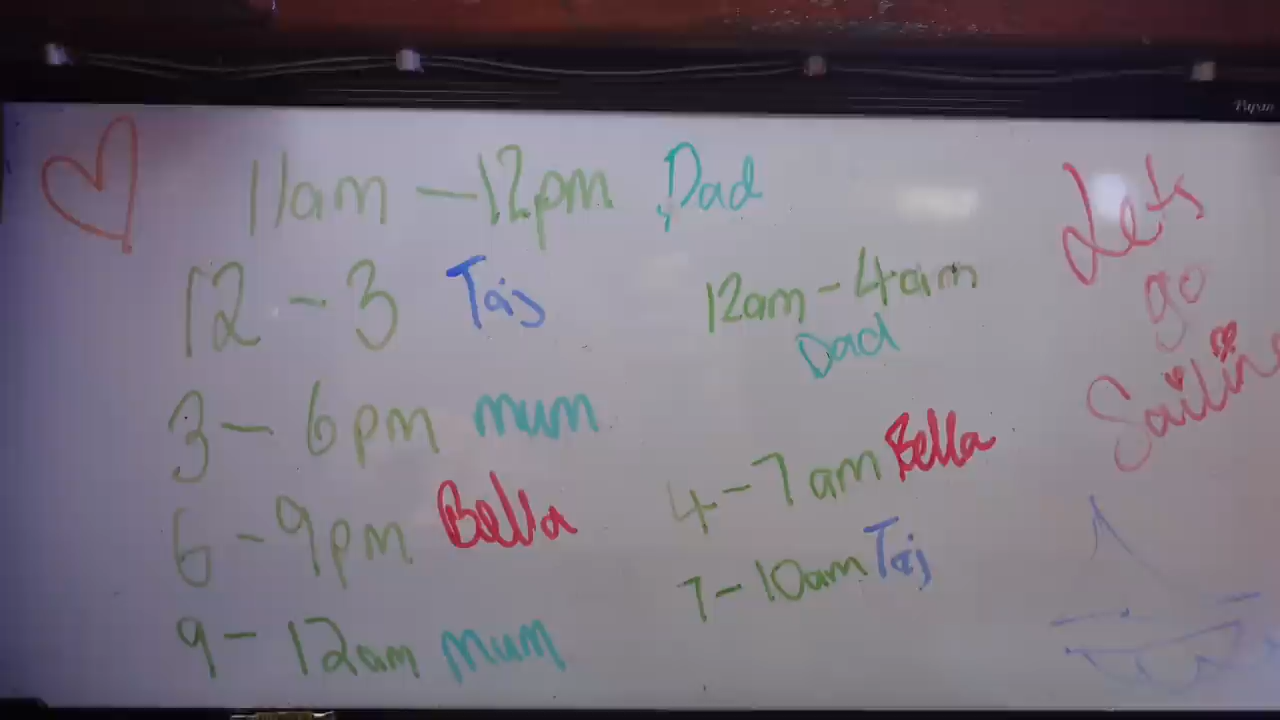 11am - 12pm Dad
12 - 3 Taj
3 - 6pm mum
6 - 9pm Bella
9 - 12am mum
12am - 4am
Dad
4 - 7am Bella
7 - 10am Taj
Let's
go
Sailing